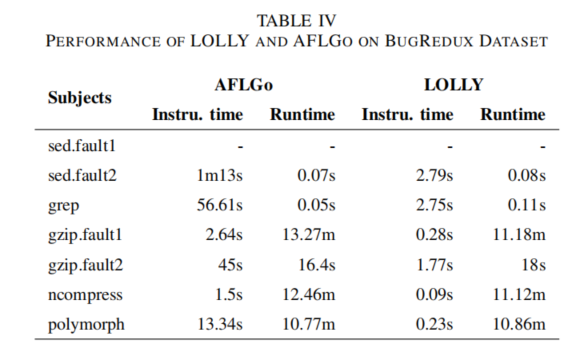 TABLE IV
PERFORMANCE OF LOLLY AND AFLGO ON BUGREDUX DATASET
Subjects AFLGo LOLLY
Instru. time Runtime Instru. time Runtime
sed.fault1 - - - -
sed.fault2 1m13s 0.07s 2.79s 0.08s
grep 56.61s 0.05s 2.75s 0.11s
gzip.fault1 2.64s 13.27m 0.28s 11.18m
gzip.fault2 45s 16.4s 1.77s 18s
ncompress 1.5s 12.46m 0.09s 11.12m
polymorph 13.34s 10.77m 0.23s 10.86m